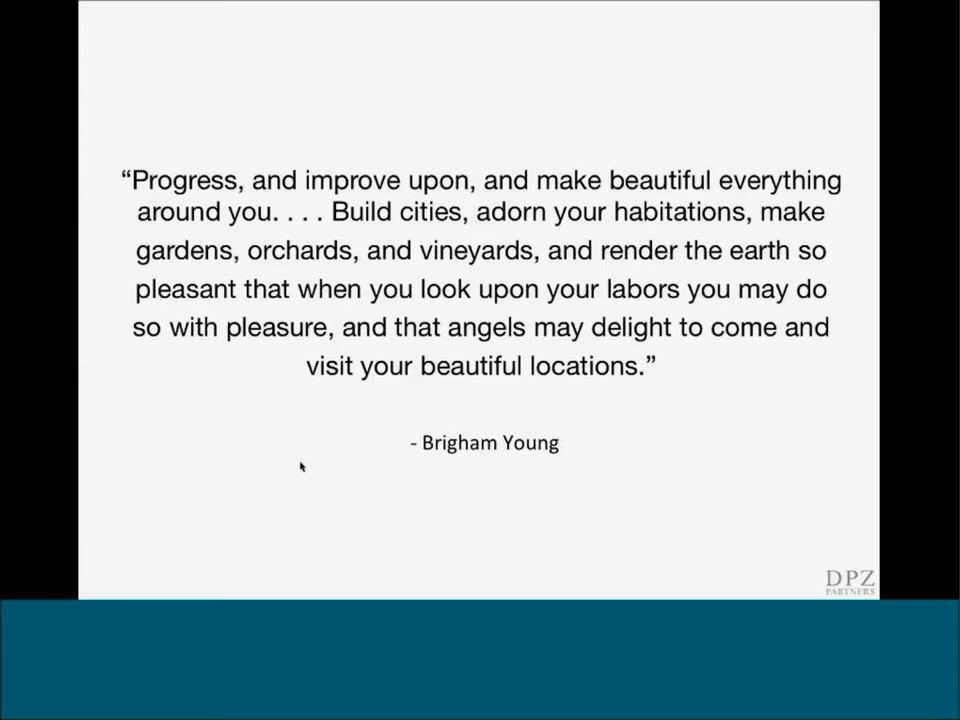 “Progress, and improve upon, and make beautiful everything
around you. . . . Build cities, adorn your habitations, make
gardens, orchards, and vineyards, and render the earth so
pleasant that when you look upon your labors you may do
so with pleasure, and that angels may delight to come and
visit your beautiful locations.”
- Brigham Young
DPZ
PARTNERS